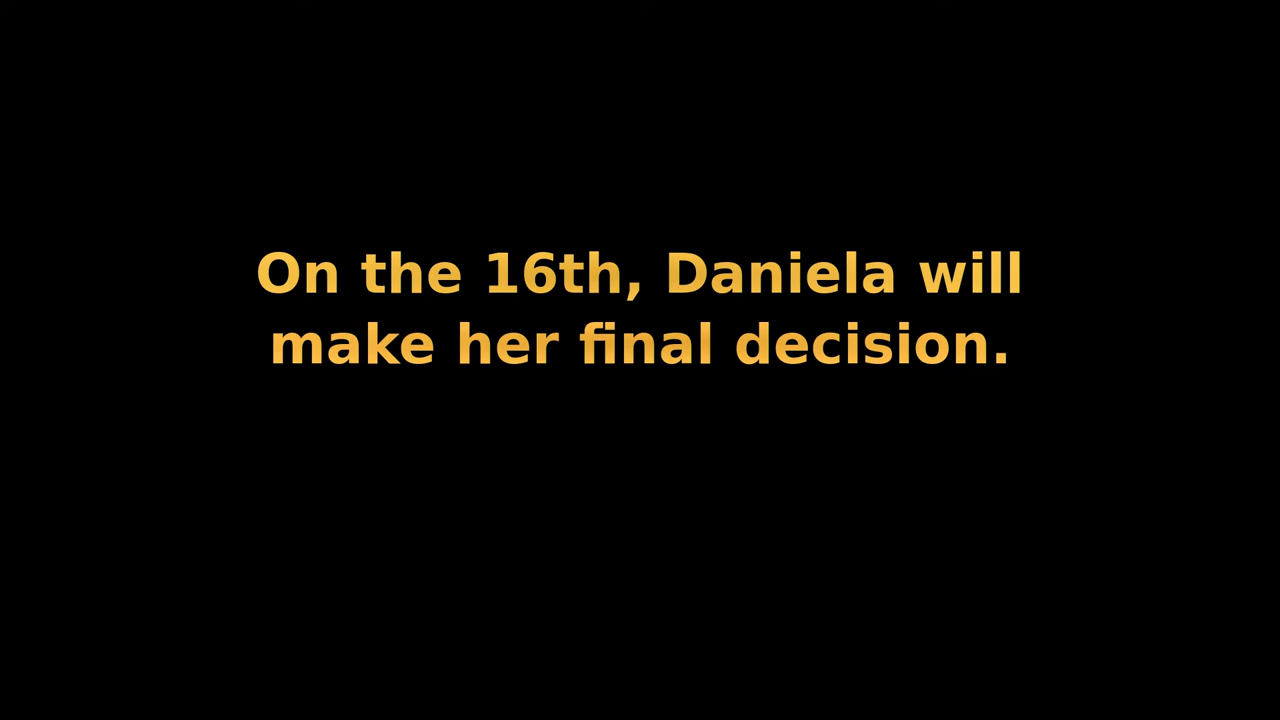 On the 16th, Daniela will
make her final decision.